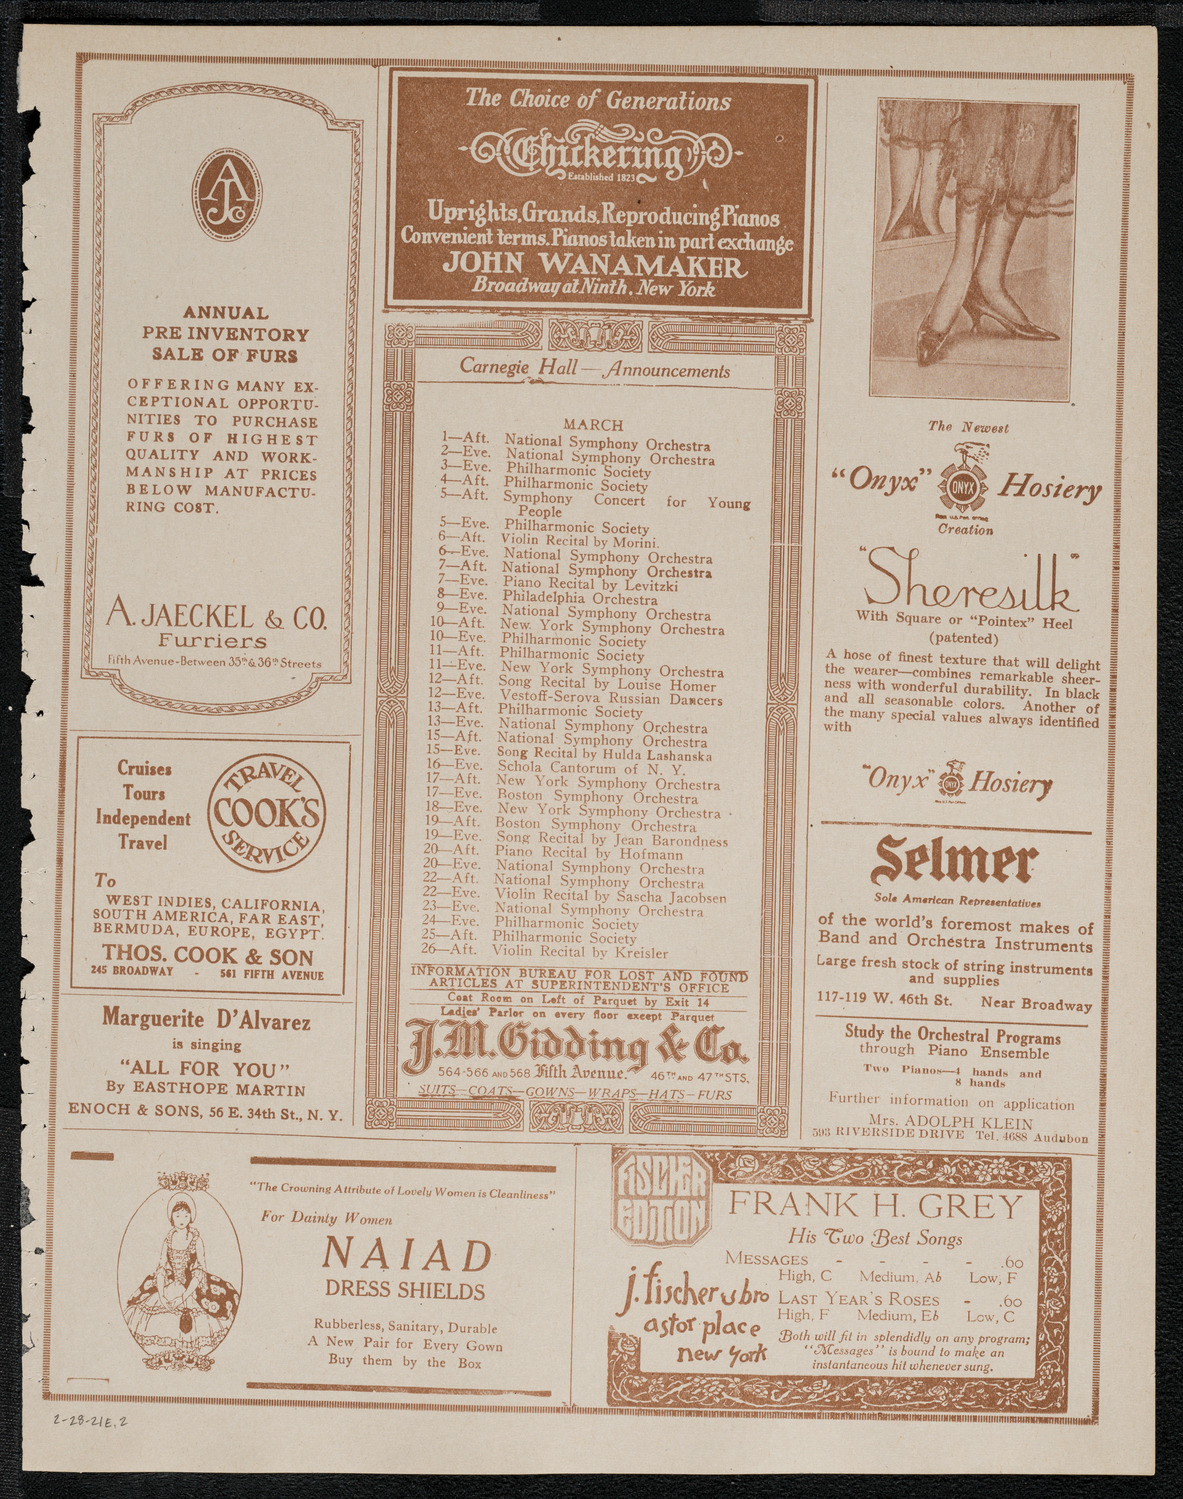 AJCo
ANNUAL
PRE INVENTORY
SALE OF FURS
OFFERING MANY EX-
CEPTIONAL OPPORTU-
NITIES TO PURCHASE
FURS OF HIGHEST
QUALITY AND WORK-
MANSHIP AT PRICES
BELOW MANUFACTU-
RING COST.
A. JAECKEL & CO.
Furriers
Fifth Avenue-Between 35th & 36th Streets
Cruises
Tours
Independent
Travel
TRAVEL
COOK'S
SERVICE
To
WEST INDIES, CALIFORNIA,
SOUTH AMERICA, FAR EAST,
BERMUDA, EUROPE, EGYPT.
THOS. COOK & SON
245 BROADWAY - 561 FIFTH AVENUE
Marguerite D'Alvarez
is singing
"ALL FOR YOU"
By EASTHOPE MARTIN
ENOCH & SONS, 56 E. 34th St., N. Y.
The Choice of Generations
Chickering
Established 1823
Uprights, Grands, Reproducing Pianos
Convenient terms. Pianos taken in part exchange
JOHN WANAMAKER
Broadway at Ninth, New York
Carnegie Hall — Announcements
MARCH
1—Aft. National Symphony Orchestra
2—Eve. National Symphony Orchestra
3—Eve. Philharmonic Society
4—Aft. Philharmonic Society
5—Aft. Symphony Concert for Young
People
5—Eve. Philharmonic Society
6—Aft. Violin Recital by Morini.
6—Eve. National Symphony Orchestra
7—Aft. National Symphony Orchestra
7—Eve. Piano Recital by Levitzki
8—Eve. Philadelphia Orchestra
9—Eve. National Symphony Orchestra
10—Aft. New. York Symphony Orchestra
10—Eve. Philharmonic Society
11—Aft. Philharmonic Society
11—Eve. New York Symphony Orchestra
12—Aft. Song Recital by Louise Homer
12—Eve. Vestoff-Serova Russian Dancers
13—Aft. Philharmonic Society
13—Eve. National Symphony Orchestra
15—Aft. National Symphony Orchestra
15—Eve. Song Recital by Hulda Lashanska
16—Eve. Schola Cantorum of N. Y.
17—Aft. New York Symphony Orchestra
17—Eve. Boston Symphony Orchestra
18—Eve. New York Symphony Orchestra
19—Aft. Boston Symphony Orchestra
19—Eve. Song Recital by Jean Barondness
20—Aft. Piano Recital by Hofmann
20—Eve. National Symphony Orchestra
22—Aft. National Symphony Orchestra
22—Eve. Violin Recital by Sascha Jacobsen
23—Eve. National Symphony Orchestra
24—Eve. Philharmonic Society
25—Aft. Philharmonic Society
26—Aft. Violin Recital by Kreisler
INFORMATION BUREAU FOR LOST AND FOUND
ARTICLES AT SUPERINTENDENT'S OFFICE
Coat Room on Left of Parquet by Exit 14
Ladies' Parlor on every floor except Parquet
J.M. Gidding & Co.
564-566 AND 568 Fifth Avenue. 46TH AND 47TH STS.
SUITS—COATS—GOWNS—WRAPS—HATS—FURS
The Newest
"Onyx" ONYX Hosiery
Creation
"Sheresilk"
With Square or "Pointex" Heel
(patented)
A hose of finest texture that will delight
the wearer—combines remarkable sheer-
ness with wonderful durability. In black
and all seasonable colors. Another of
the many special values always identified
with
"Onyx" Hosiery
Selmer
Sole American Representatives
of the world's foremost makes of
Band and Orchestra Instruments
Large fresh stock of string instruments
and supplies
117-119 W. 46th St. Near Broadway
Study the Orchestral Programs
through Piano Ensemble
Two Pianos—4 hands and
8 hands
Further information on application
Mrs. ADOLPH KLEIN
593 RIVERSIDE DRIVE Tel. 4688 Audubon
"The Crowning Attribute of Lovely Women is Cleanliness"
For Dainty Women
NAIAD
DRESS SHIELDS
Rubberless, Sanitary, Durable
A New Pair for Every Gown
Buy them by the Box
FISCHER
EDITION
FRANK H. GREY
His Two Best Songs
MESSAGES - - - - .60
High, C Medium, Ab Low, F
LAST YEAR'S ROSES - .60
High, F Medium, Eb Low, C
j. fischer & bro
astor place
new york
Both will fit in splendidly on any program;
"Messages" is bound to make an
instantaneous hit whenever sung.
2-28-21E, 2